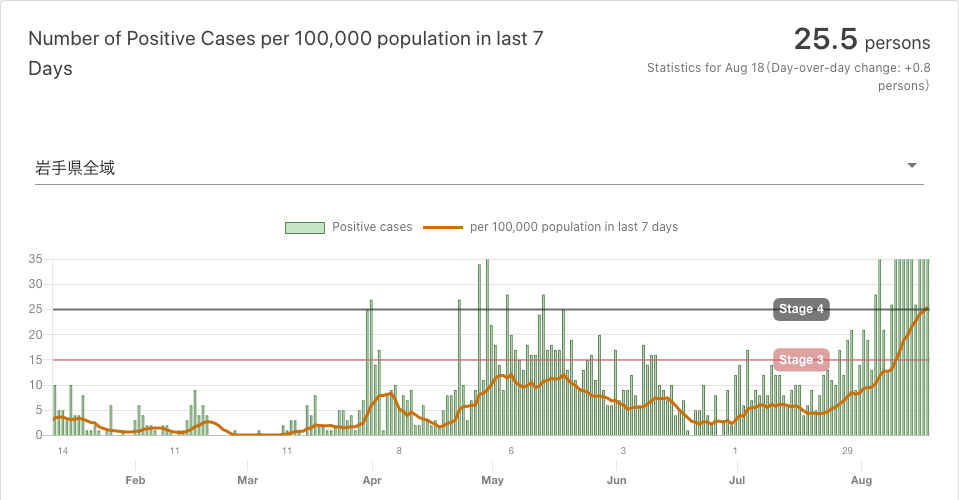 Number of Positive Cases per 100,000 population in last 7
Days
25.5 persons
Statistics for Aug 18(Day-over-day change: +0.8
persons)
岩手県全域
Positive cases
per 100,000 population in last 7 days
35
30
25
20
15
10
5
0
Stage 4
Stage 3
14 11 11 8 6 3 1 29
Feb Mar Apr May Jun Jul Aug